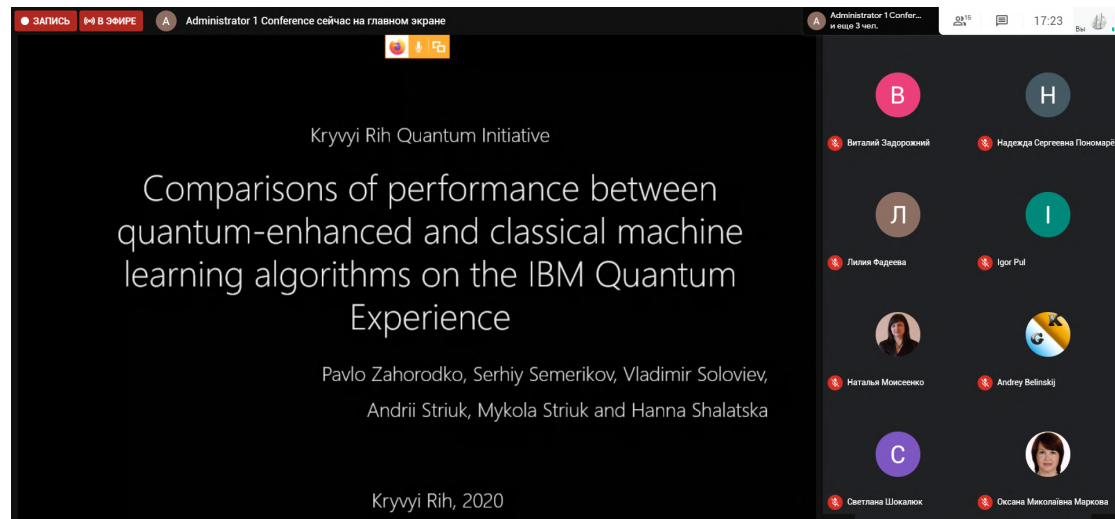 ЗАПИСЬ
В ЭФИРЕ
A
Administrator 1 Conference сейчас на главном экране
A
Administrator 1 Confer...
и еще 3 чел.
15
17:23
Вы
Kryvyi Rih Quantum Initiative
Comparisons of performance between
quantum-enhanced and classical machine
learning algorithms on the IBM Quantum
Experience
Pavlo Zahorodko, Serhiy Semerikov, Vladimir Soloviev,
Andrii Striuk, Mykola Striuk and Hanna Shalatska
Kryvyi Rih, 2020
В
Виталий Задорожний
Н
Надежда Сергеевна Пономарё
Л
Лилия Фадеева
I
Igor Pul
Наталья Моисеенко
G K
Andrey Belinskij
С
Светлана Шокалюк
Оксана Миколаївна Маркова